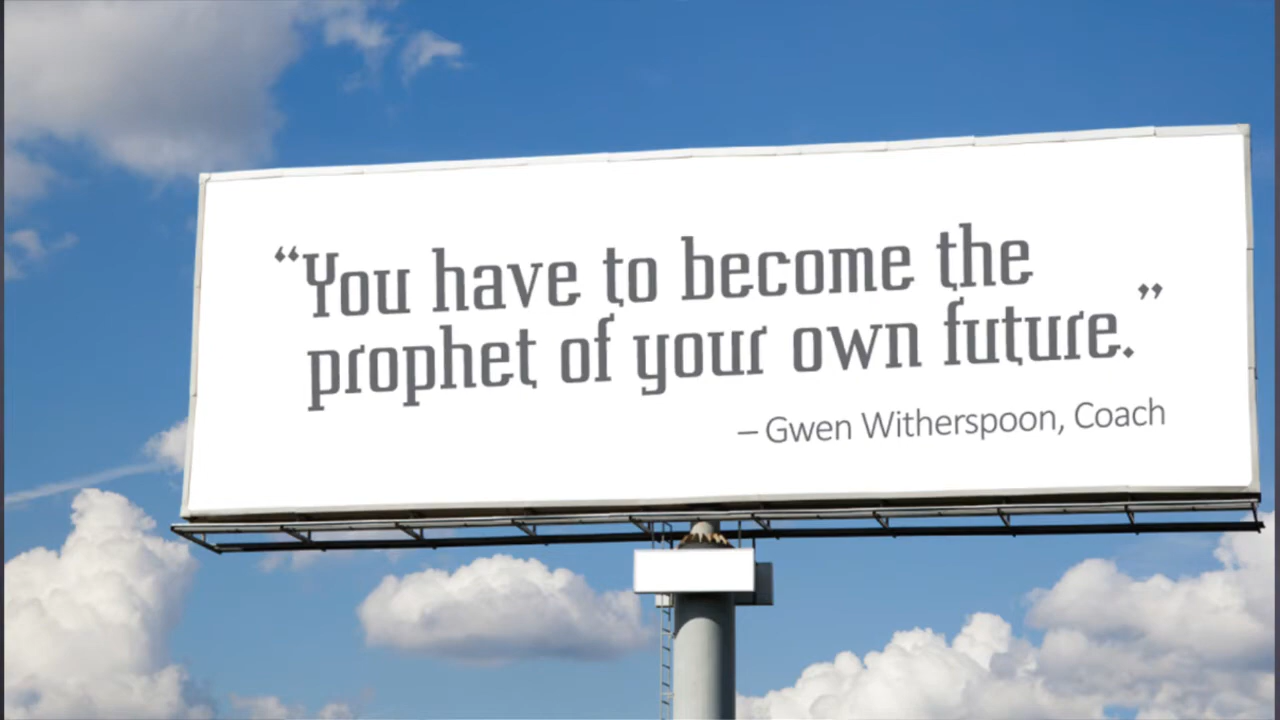 “You have to become the
prophet of your own future.”
– Gwen Witherspoon, Coach